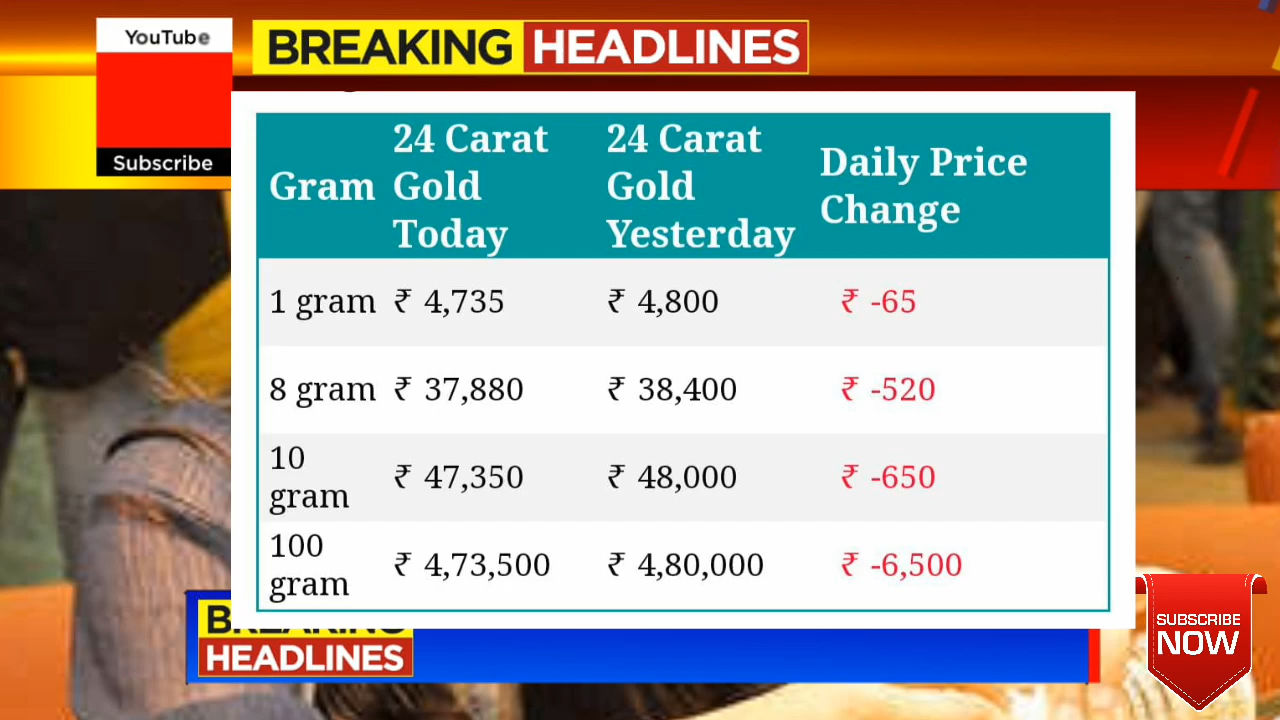 YouTube
BREAKING HEADLINES
Subscribe
Gram 24 Carat Gold Today 24 Carat Gold Yesterday Daily Price Change
1 gram ₹ 4,735 ₹ 4,800 ₹ -65
8 gram ₹ 37,880 ₹ 38,400 ₹ -520
10 gram ₹ 47,350 ₹ 48,000 ₹ -650
100 gram ₹ 4,73,500 ₹ 4,80,000 ₹ -6,500
BREAKING
HEADLINES
SUBSCRIBE
NOW